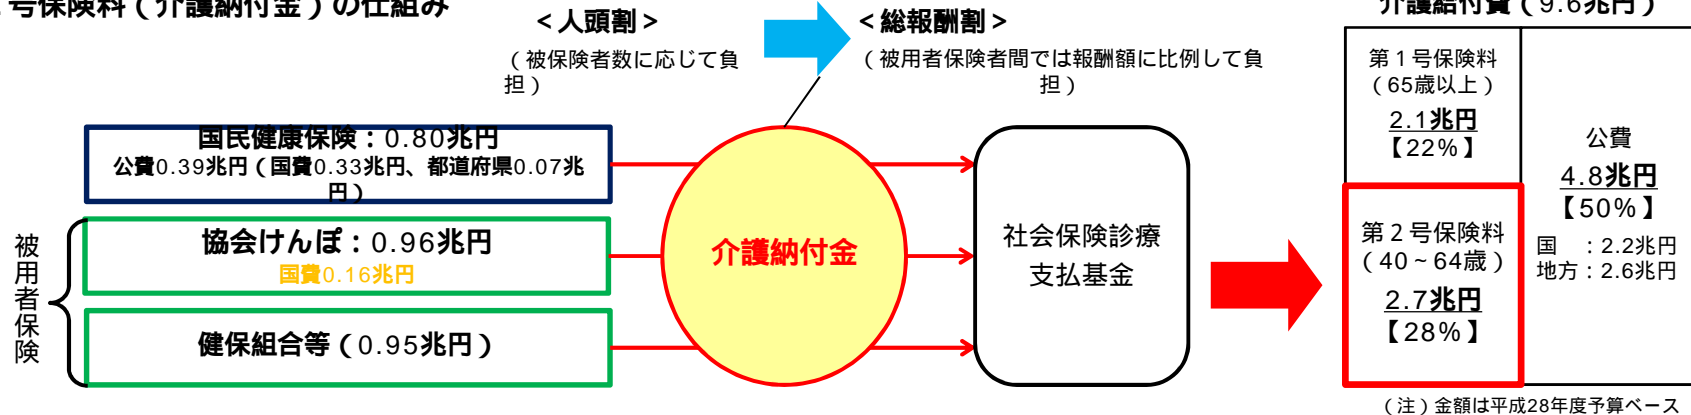 号保険料（介護納付金）の仕組み
＜人頭割＞
（被保険者数に応じて負
担）
＜総報酬割＞
（被用者保険者間では報酬額に比例して負
担）
介護給付費（9.6兆円）
国民健康保険：0.80兆円
公費0.39兆円（国費0.33兆円、都道府県0.07兆
円）
被用者保険
協会けんぽ：0.96兆円
国費0.16兆円
健保組合等（0.95兆円）
介護納付金
社会保険診療
支払基金
第１号保険料
（65歳以上）
2.1兆円
【22%】
第２号保険料
（40～64歳）
2.7兆円
【28%】
公費
4.8兆円
【50%】
国　：2.2兆円
地方：2.6兆円
（注）金額は平成28年度予算ベース